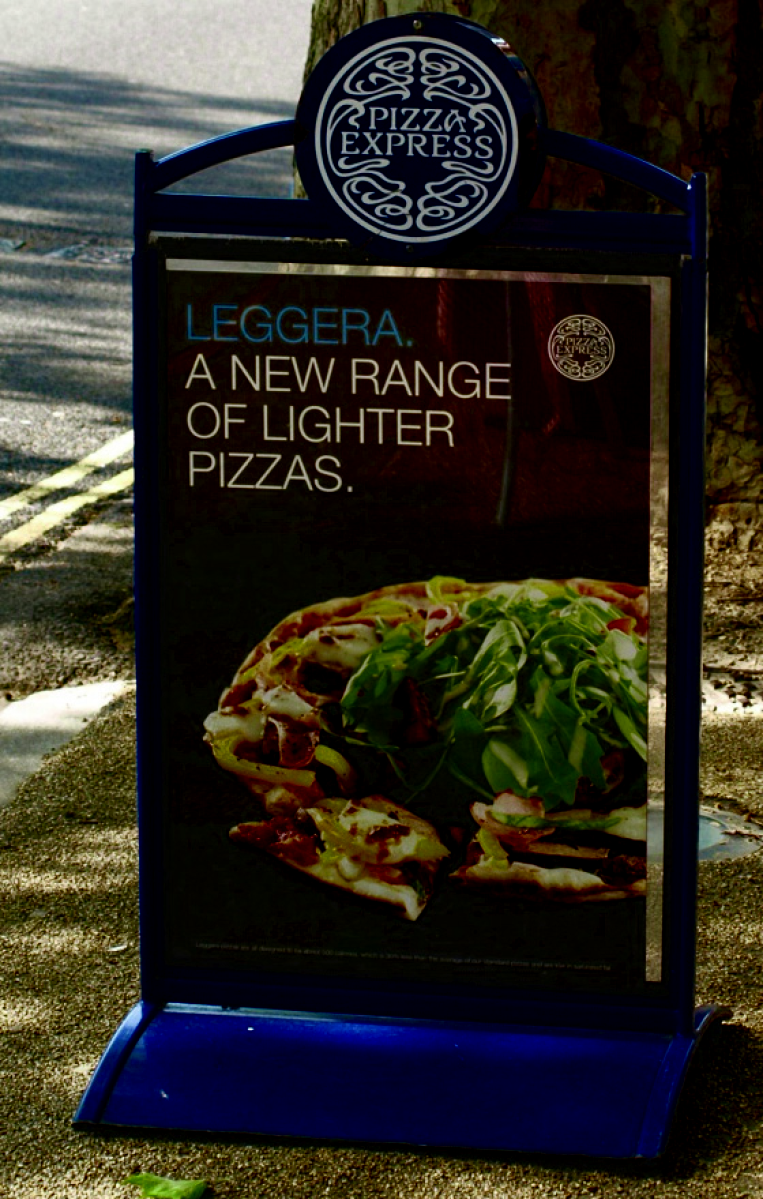 PIZZA
EXPRESS
LEGGERA.
PIZZA
EXPRESS
A NEW RANGE
OF LIGHTER
PIZZAS.